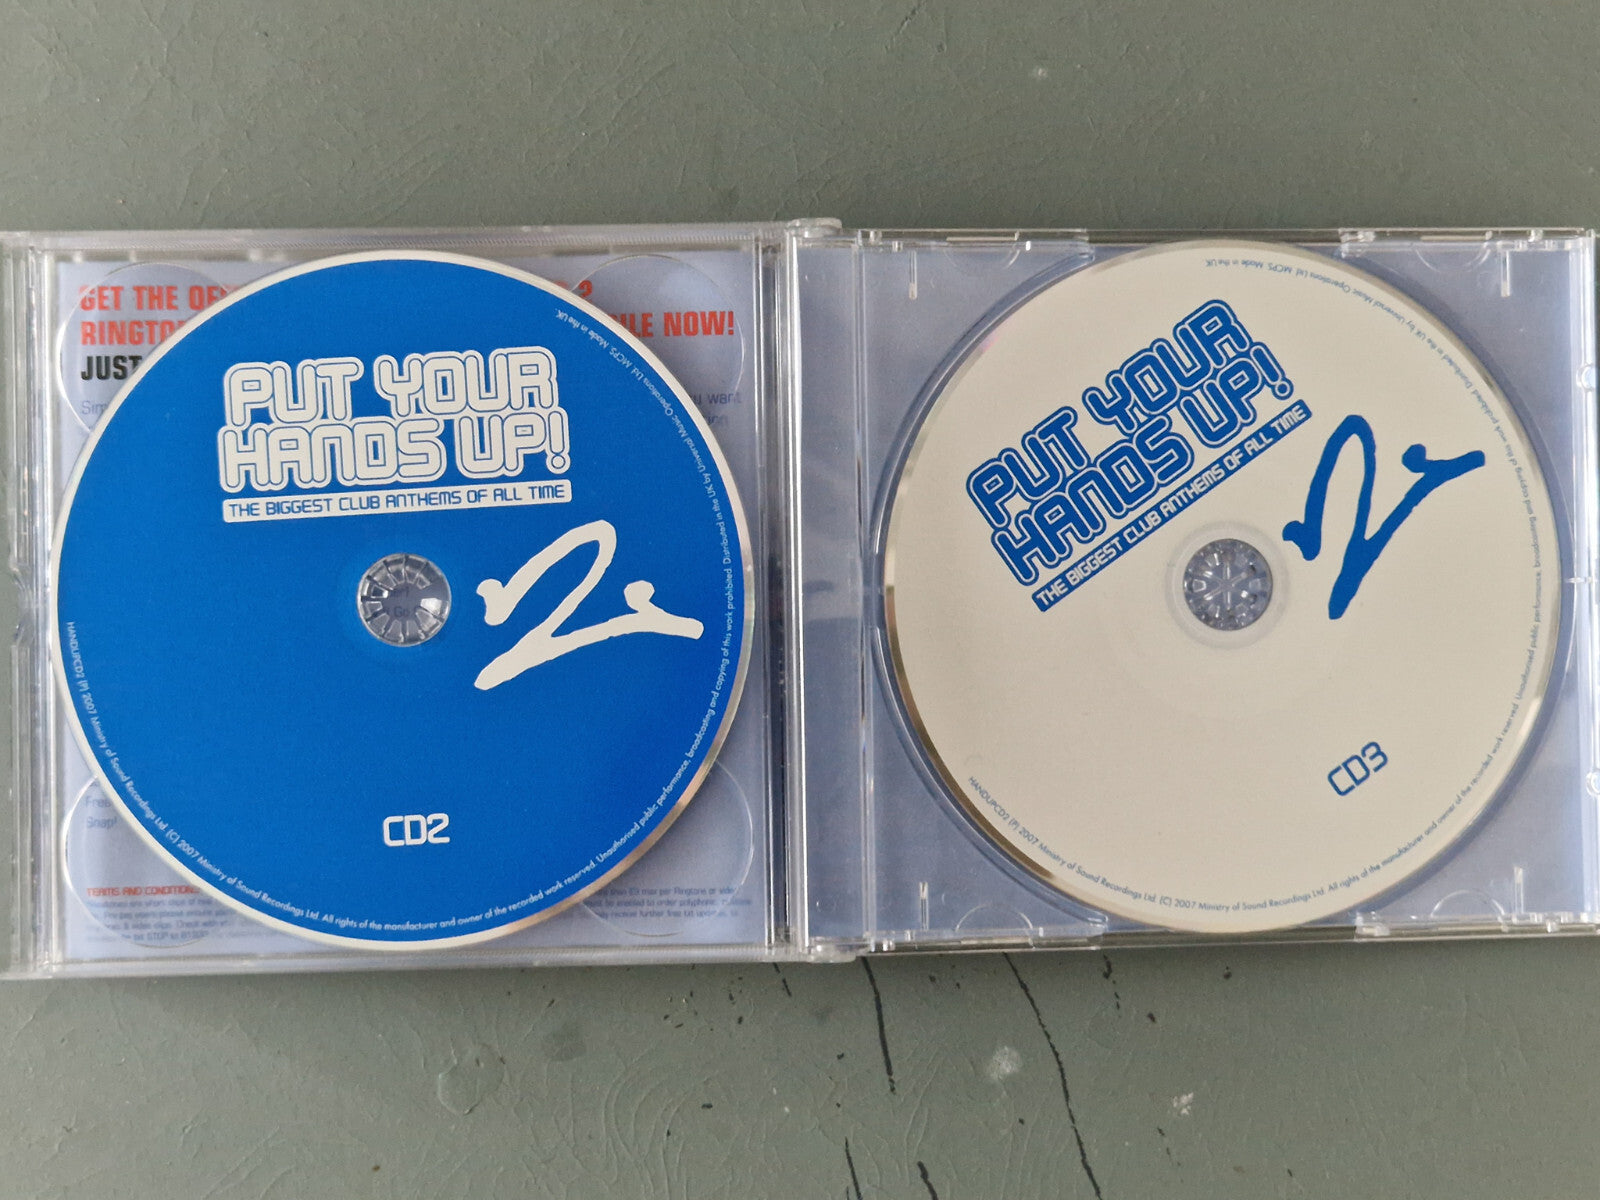 GET THE OF
RINGTO
ILE NOW!
JUST
want
PUT YOUR
HANDS UP!
THE BIGGEST CLUB ANTHEMS OF ALL TIME
2
CD2
HANDUPCD2 (P) 2007 Ministry of Sound Recordings Ltd. (C) 2007 Ministry of Sound Recordings Ltd. All rights of the manufacturer and owner of the recorded work reserved. Unauthorised public performance, broadcasting and copying of this work prohibited. Distributed in the UK by Universal Music Operations Ltd. MCPS. Made in the UK.
Snap!
TERMS AND CONDITIONS
PUT YOUR
HANDS UP!
THE BIGGEST CLUB ANTHEMS OF ALL TIME
2
CD3
HANDUPCD2 (P) 2007 Ministry of Sound Recordings Ltd. (C) 2007 Ministry of Sound Recordings Ltd. All rights of the manufacturer and owner of the recorded work reserved. Unauthorised public performance, broadcasting and copying of this work prohibited. Distributed in the UK by Universal Music Operations Ltd. MCPS. Made in the UK.